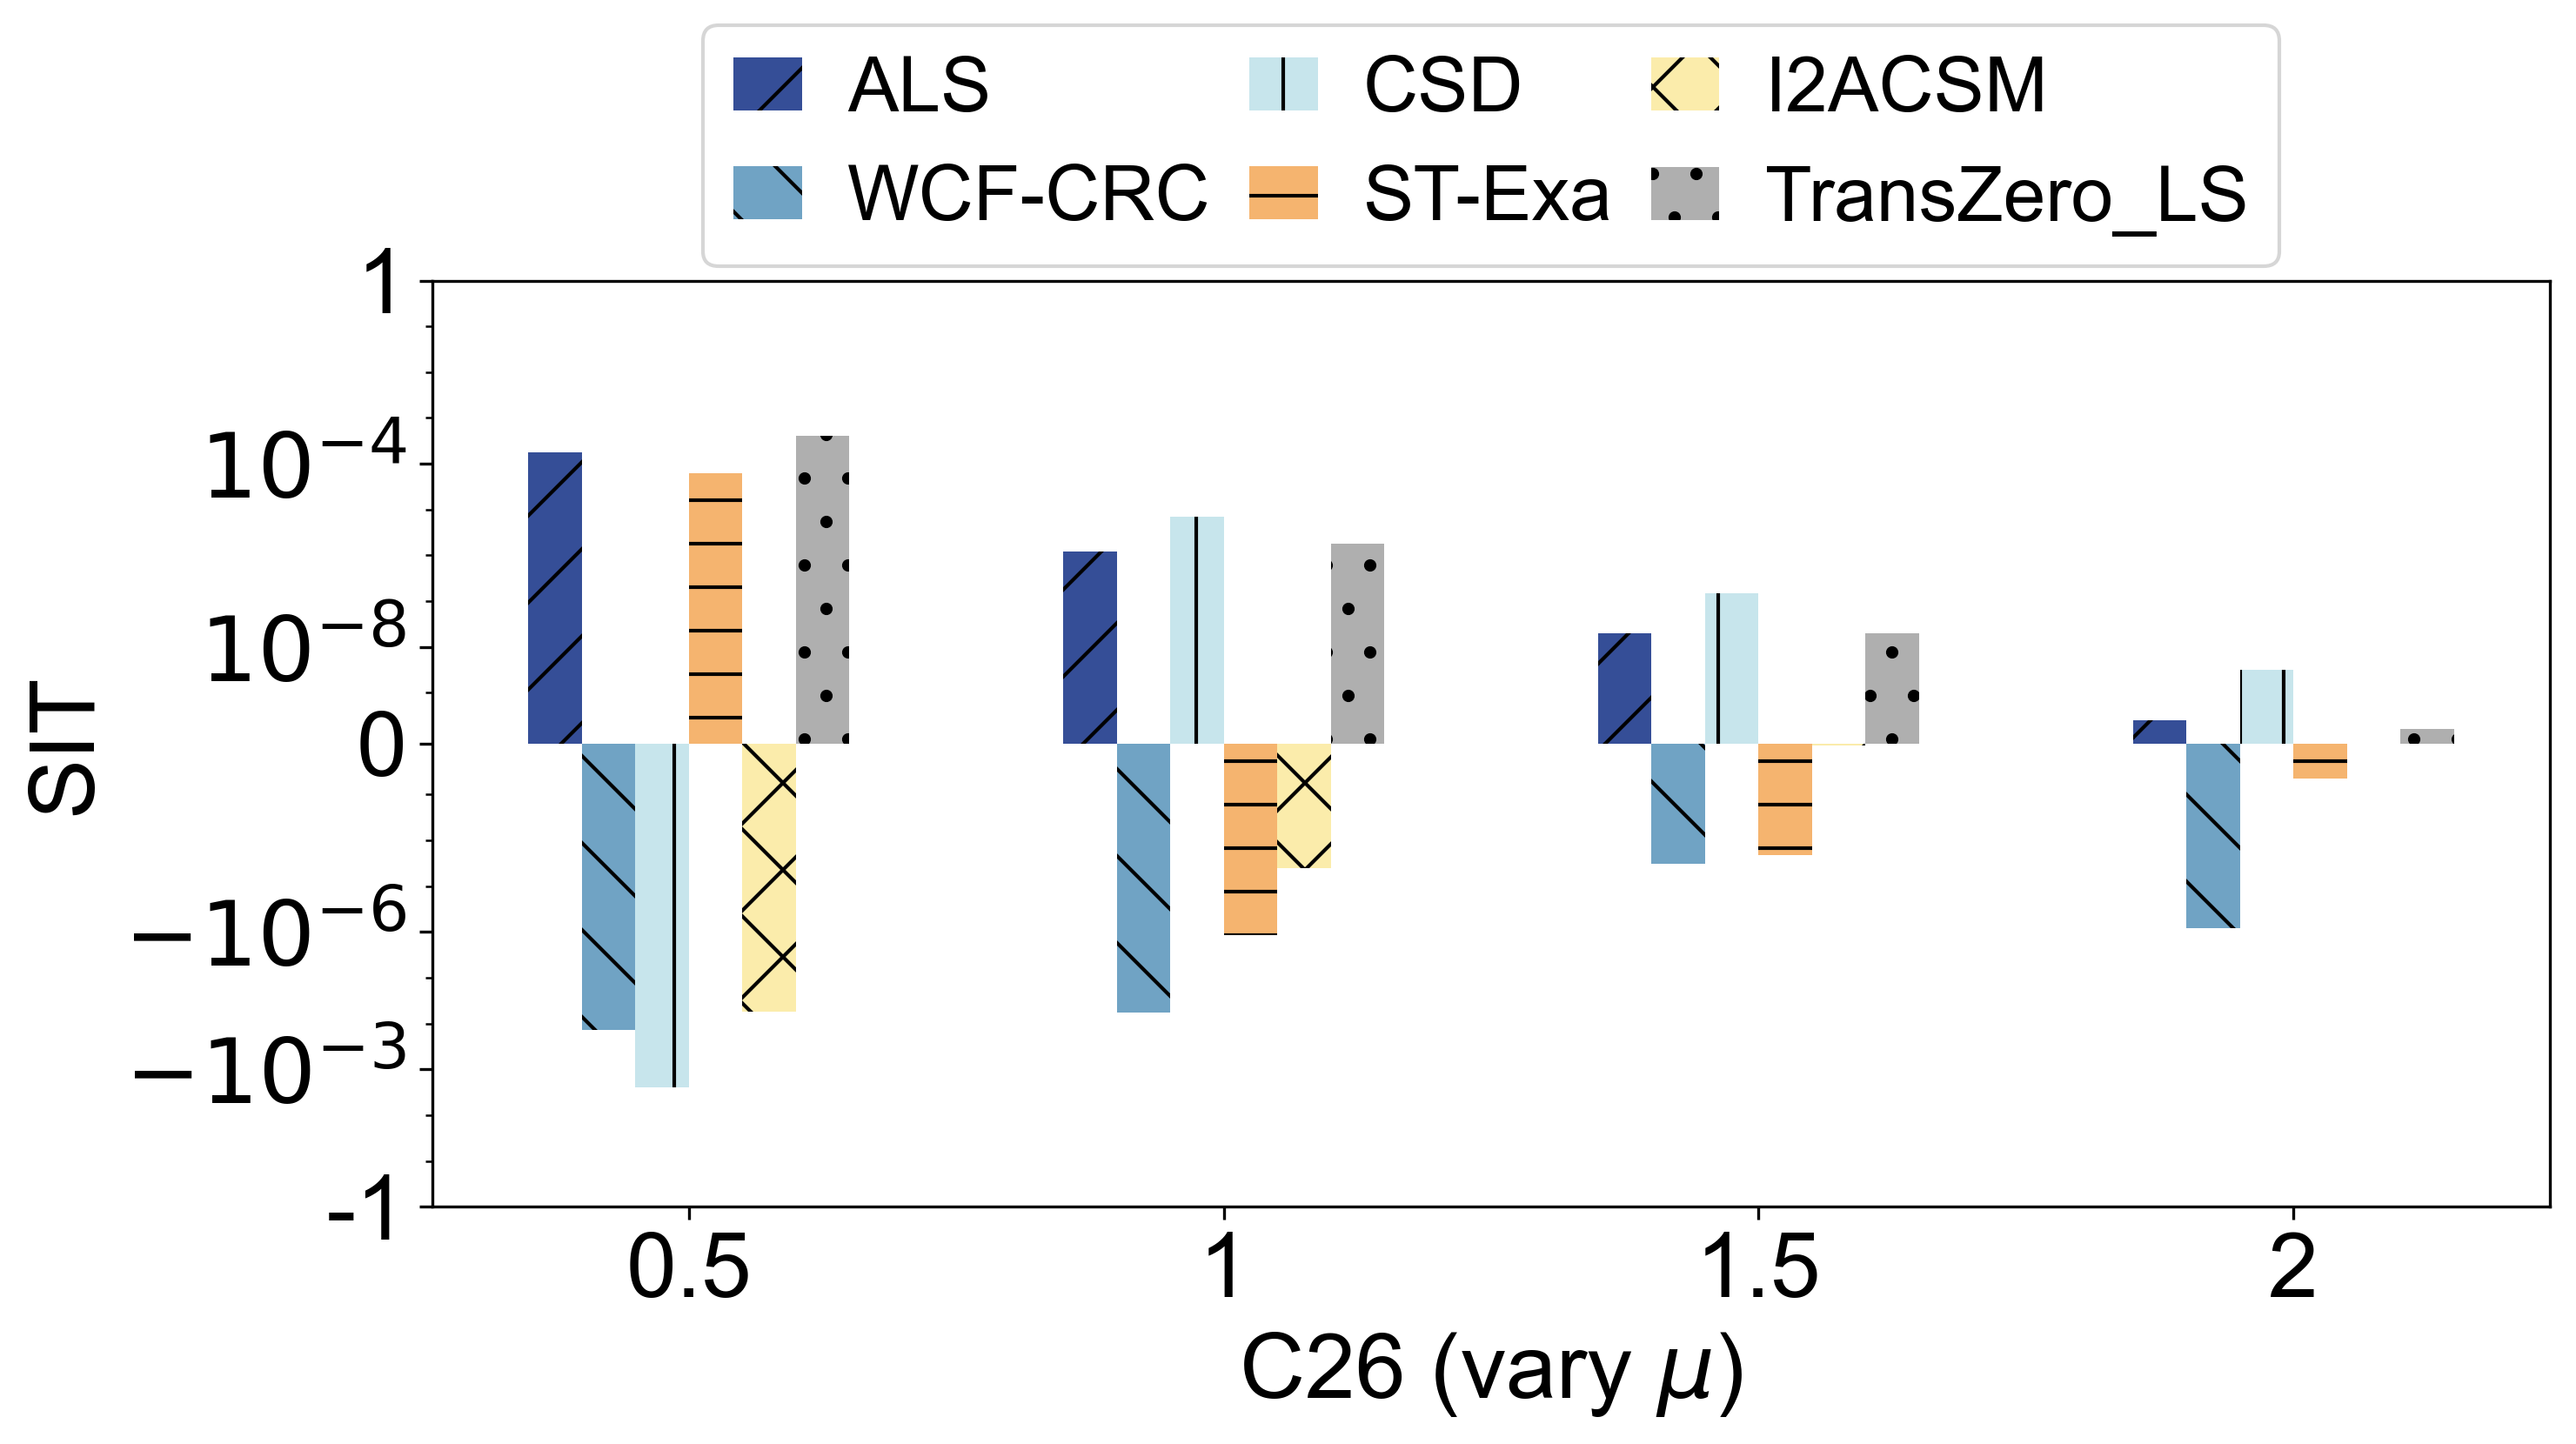 ALS CSD I2ACSM
WCF-CRC ST-Exa TransZero_LS
1
10⁻⁴
10⁻⁸
0
−10⁻⁶
−10⁻³
-1
SIT
0.5 1 1.5 2
C26 (vary μ)